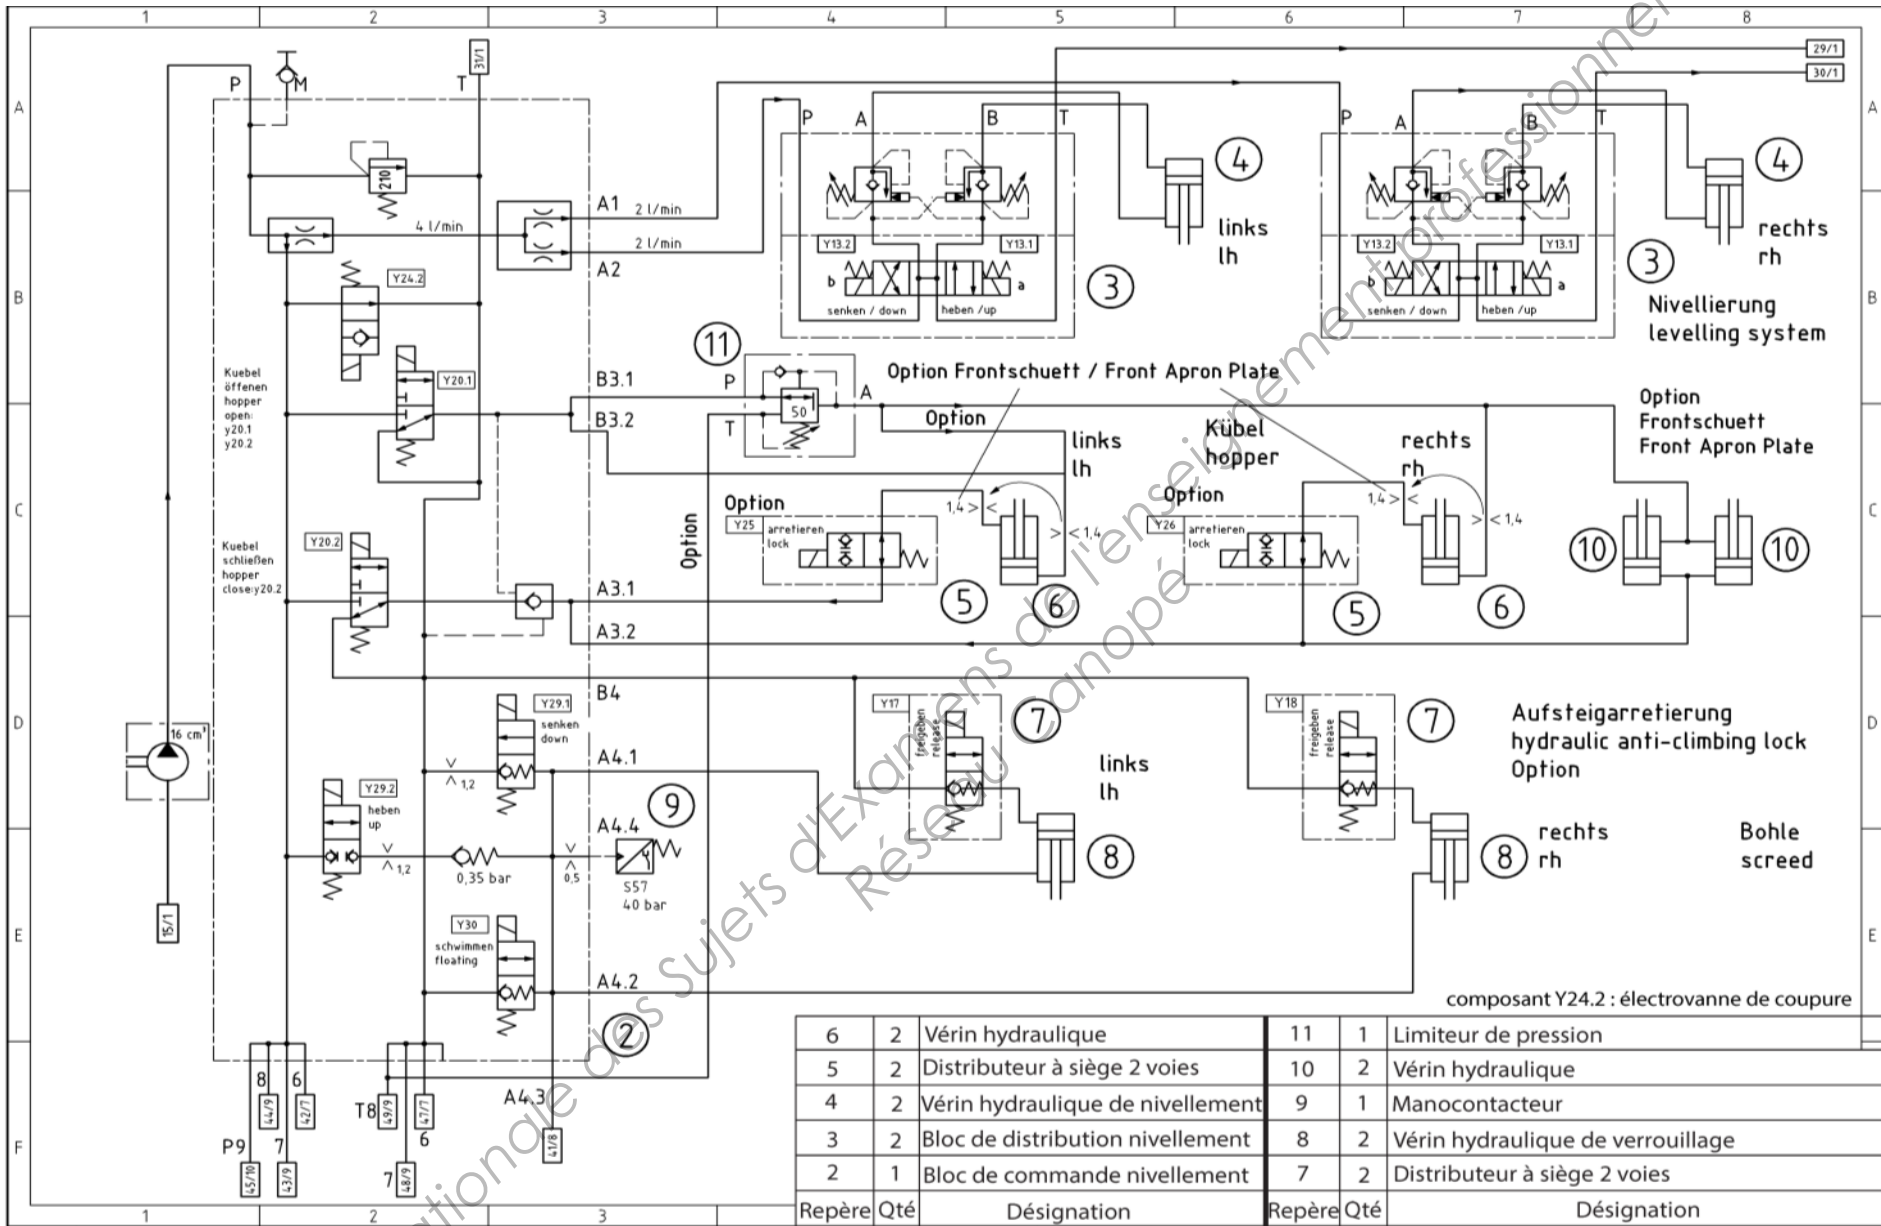 1 2 3 4 5 6 7 8
A
B
C
D
E
F
A
B
C
D
E
P
M
T
31/1
210
4 l/min
A1
2 l/min
2 l/min
A2
Y24.2
Kuebel
öffenen
hopper
open:
y20.1
y20.2
Y20.1
B3.1
B3.2
Kuebel
schließen
hopper
close:y20.2
Y20.2
A3.1
A3.2
B4
Y29.1
senken
down
A4.1
1,2
Y29.2
heben
up
1,2
0,35 bar
A4.4
0,5
9
S57
40 bar
Y30
schwimmen
floating
A4.2
2
16 cm³
15/1
8
6
44/9
42/7
P9
7
45/10
43/9
T8
49/9
47/7
6
7
48/9
A4.3
41/8
29/1
30/1
P
A
B
T
4
links
lh
Y13.2
Y13.1
b
a
senken / down
heben /up
3
P
A
B
T
4
rechts
rh
Y13.2
Y13.1
b
a
senken / down
heben /up
3
Nivellierung
levelling system
11
P
T
A
50
Option
Option Frontschuett / Front Apron Plate
Option
links
lh
Kübel
hopper
rechts
rh
Option
Frontschuett
Front Apron Plate
Option
Y25
arretieren
lock
1,4 > <
> < 1,4
5
6
Option
Y26
arretieren
lock
1,4 > <
> < 1,4
5
6
10
10
Y17
freigeben
release
7
links
lh
8
Y18
freigeben
release
7
Aufsteigarretierung
hydraulic anti-climbing lock
Option
8
rechts
rh
Bohle
screed
composant Y24.2 : électrovanne de coupure
6 2 Vérin hydraulique 11 1 Limiteur de pression
5 2 Distributeur à siège 2 voies 10 2 Vérin hydraulique
4 2 Vérin hydraulique de nivellement 9 1 Manocontacteur
3 2 Bloc de distribution nivellement 8 2 Vérin hydraulique de verrouillage
2 1 Bloc de commande nivellement 7 2 Distributeur à siège 2 voies
Repère Qté Désignation Repère Qté Désignation
1 2 3
tionale des Sujets d'Examens de l'enseignement professionnel
Réseau Canopé